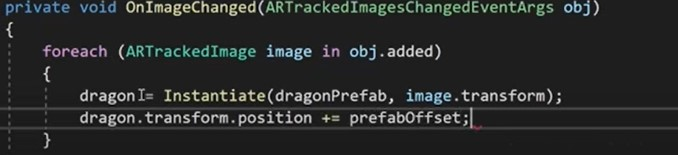 private void OnImageChanged(ARTrackedImagesChangedEventArgs obj)
{
foreach (ARTrackedImage image in obj.added)
{
dragon = Instantiate(dragonPrefab, image.transform);
dragon.transform.position += prefabOffset;
}